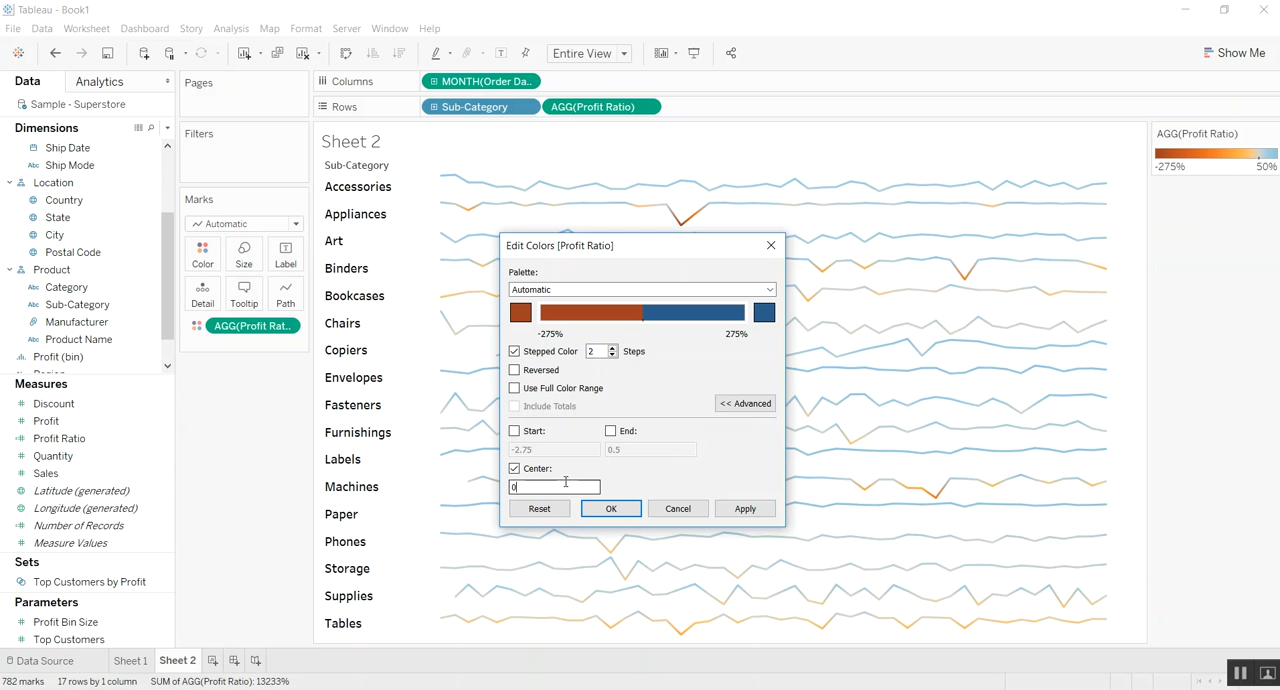 Tableau - Book1
File Data Worksheet Dashboard Story Analysis Map Format Server Window Help
Entire View
Show Me
Data Analytics
Sample - Superstore
Dimensions
Ship Date
Abc Ship Mode
Location
Country
State
City
Postal Code
Product
Abc Category
Abc Sub-Category
Manufacturer
Abc Product Name
Profit (bin)
Measures
# Discount
# Profit
=# Profit Ratio
# Quantity
# Sales
Latitude (generated)
Longitude (generated)
=# Number of Records
# Measure Values
Sets
Top Customers by Profit
Parameters
# Profit Bin Size
# Top Customers
Pages
Filters
Marks
Automatic
Color Size Label
Detail Tooltip Path
AGG(Profit Rat..
iii Columns MONTH(Order Da..
Rows Sub-Category AGG(Profit Ratio)
Sheet 2
Sub-Category
Accessories
Appliances
Art
Binders
Bookcases
Chairs
Copiers
Envelopes
Fasteners
Furnishings
Labels
Machines
Paper
Phones
Storage
Supplies
Tables
Edit Colors [Profit Ratio]
Palette:
Automatic
-275% 275%
Stepped Color 2 Steps
Reversed
Use Full Color Range
Include Totals << Advanced
Start: End:
-2.75 0.5
Center:
0
Reset OK Cancel Apply
AGG(Profit Ratio)
-275% 50%
Data Source Sheet 1 Sheet 2
782 marks 17 rows by 1 column SUM of AGG(Profit Ratio): 13233%